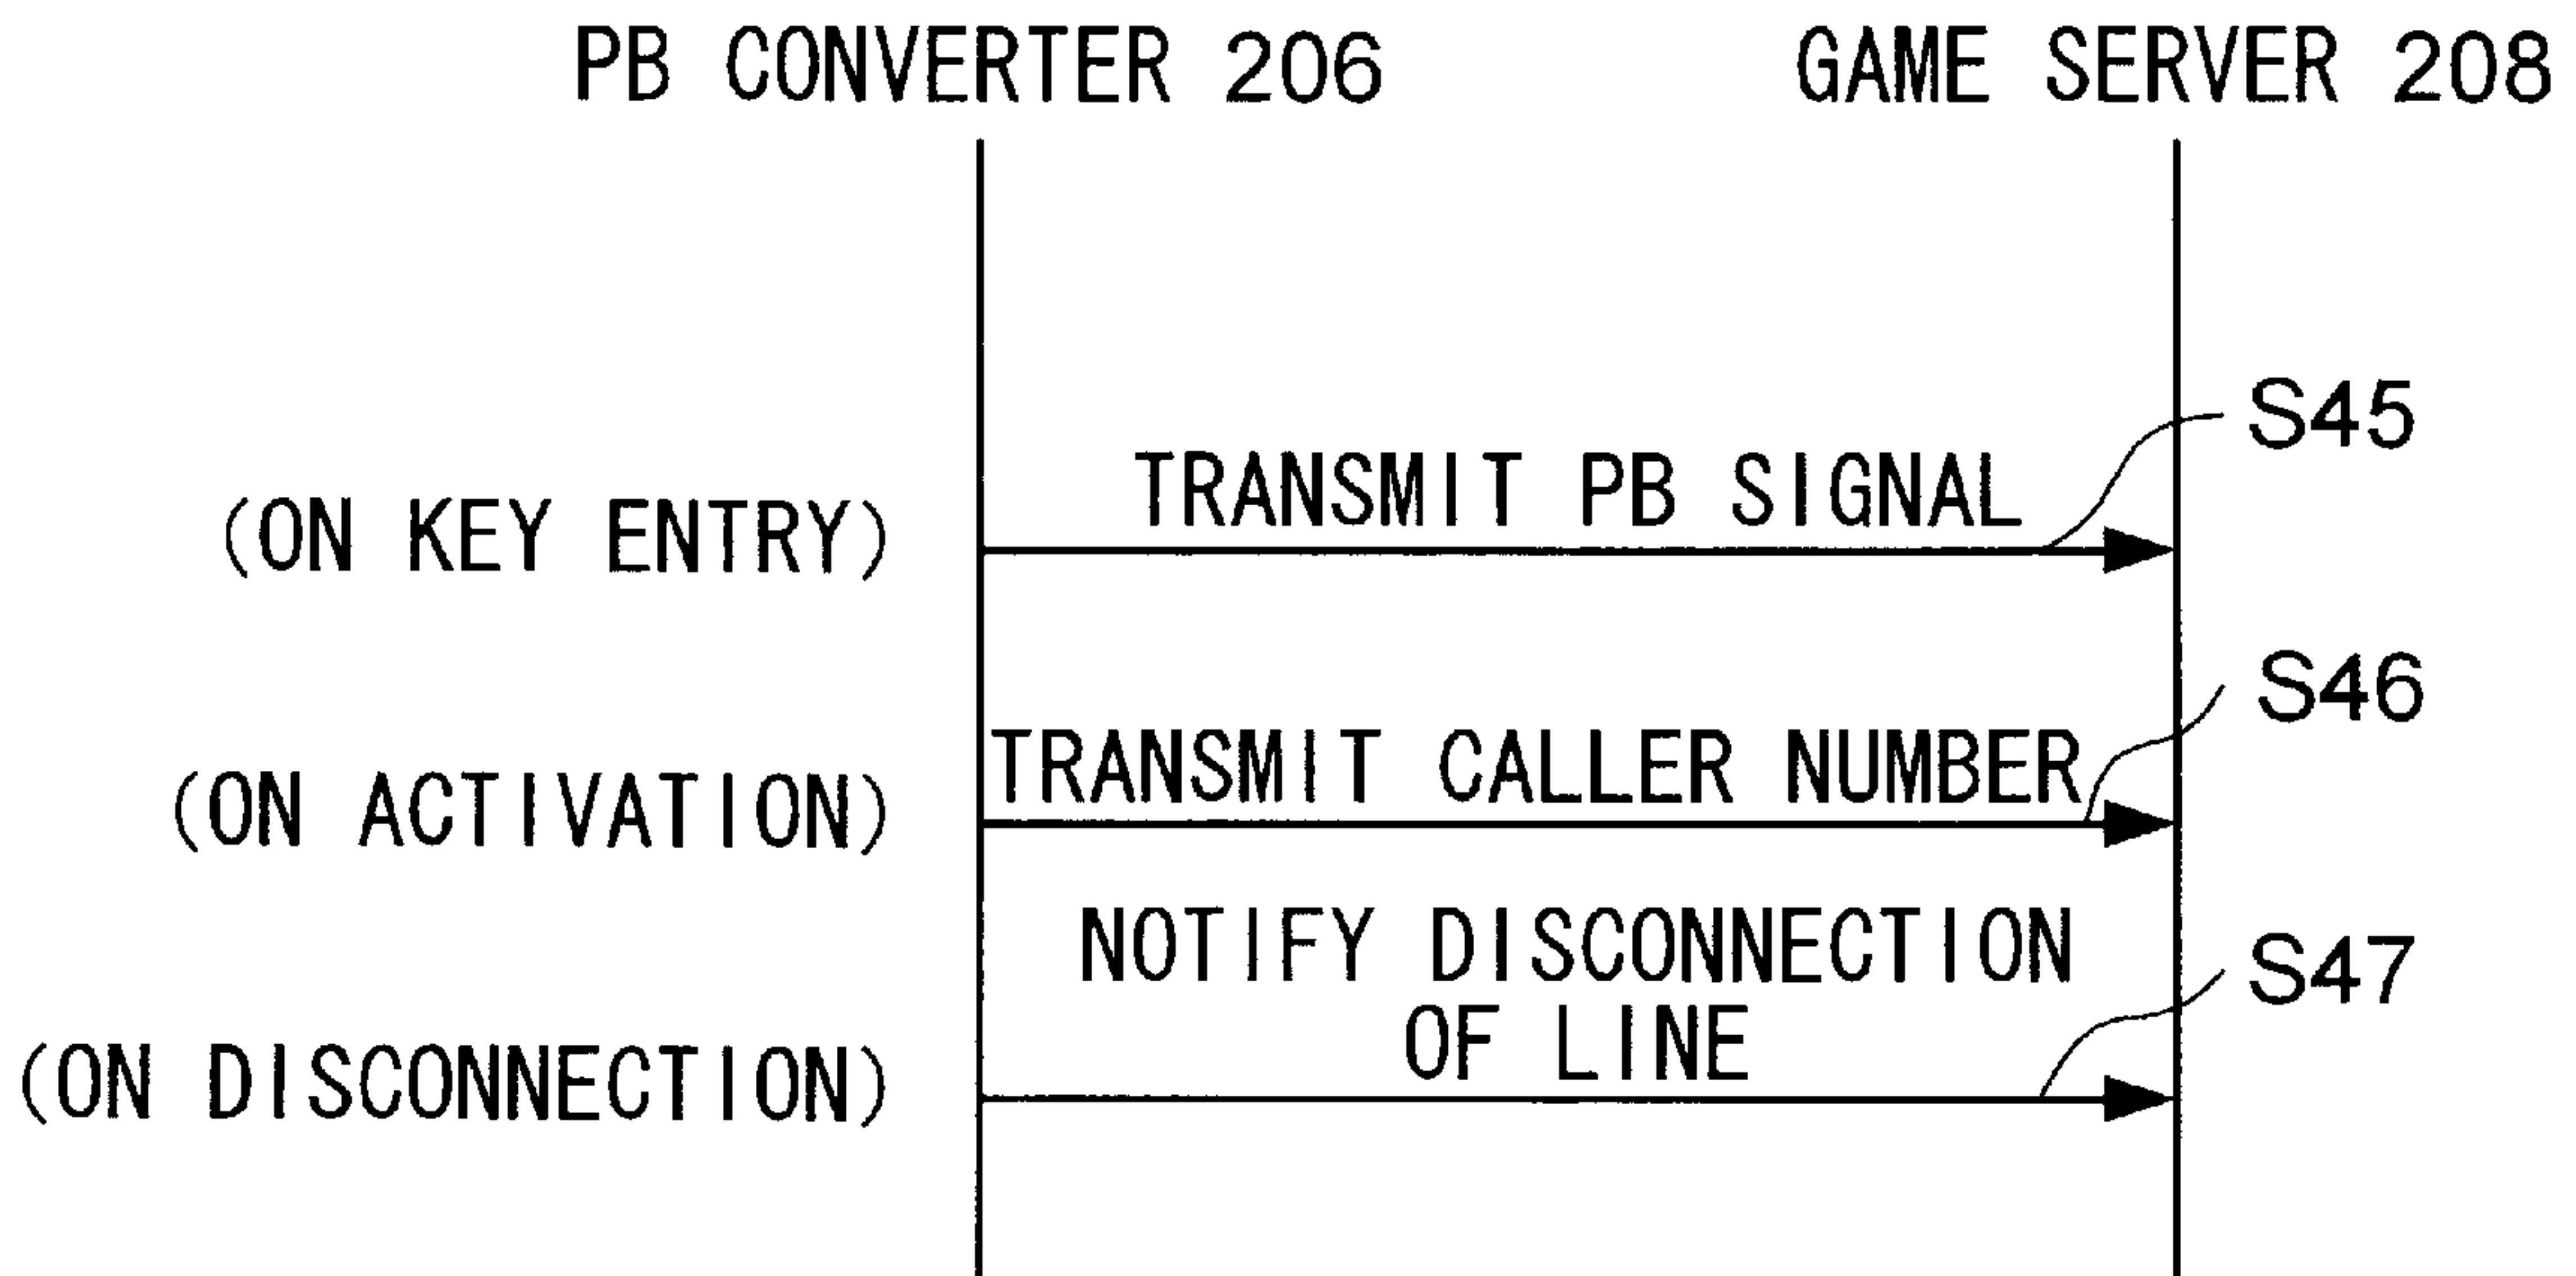 PB CONVERTER 206
GAME SERVER 208
S45
TRANSMIT PB SIGNAL
(ON KEY ENTRY)
S46
TRANSMIT CALLER NUMBER
(ON ACTIVATION)
NOTIFY DISCONNECTION
OF LINE
S47
(ON DISCONNECTION)